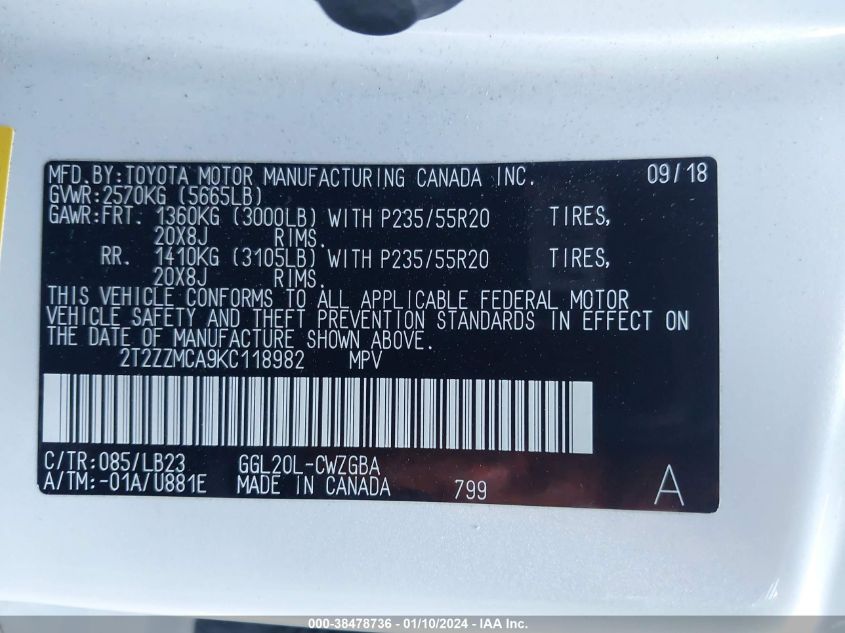 MFD.BY:TOYOTA MOTOR MANUFACTURING CANADA INC. 09/18
GVWR:2570KG (5665LB)
GAWR:FRT. 1360KG (3000LB) WITH P235/55R20 TIRES,
20X8J RIMS.
RR. 1410KG (3105LB) WITH P235/55R20 TIRES,
20X8J RIMS.
THIS VEHICLE CONFORMS TO ALL APPLICABLE FEDERAL MOTOR
VEHICLE SAFETY AND THEFT PREVENTION STANDARDS IN EFFECT ON
THE DATE OF MANUFACTURE SHOWN ABOVE.
2T2ZZMCA9KC118982 MPV
C/TR:085/LB23 GGL20L-CWZGBA
A/TM:-01A/U881E MADE IN CANADA 799 A
000-38478736 - 01/10/2024 - IAA Inc.